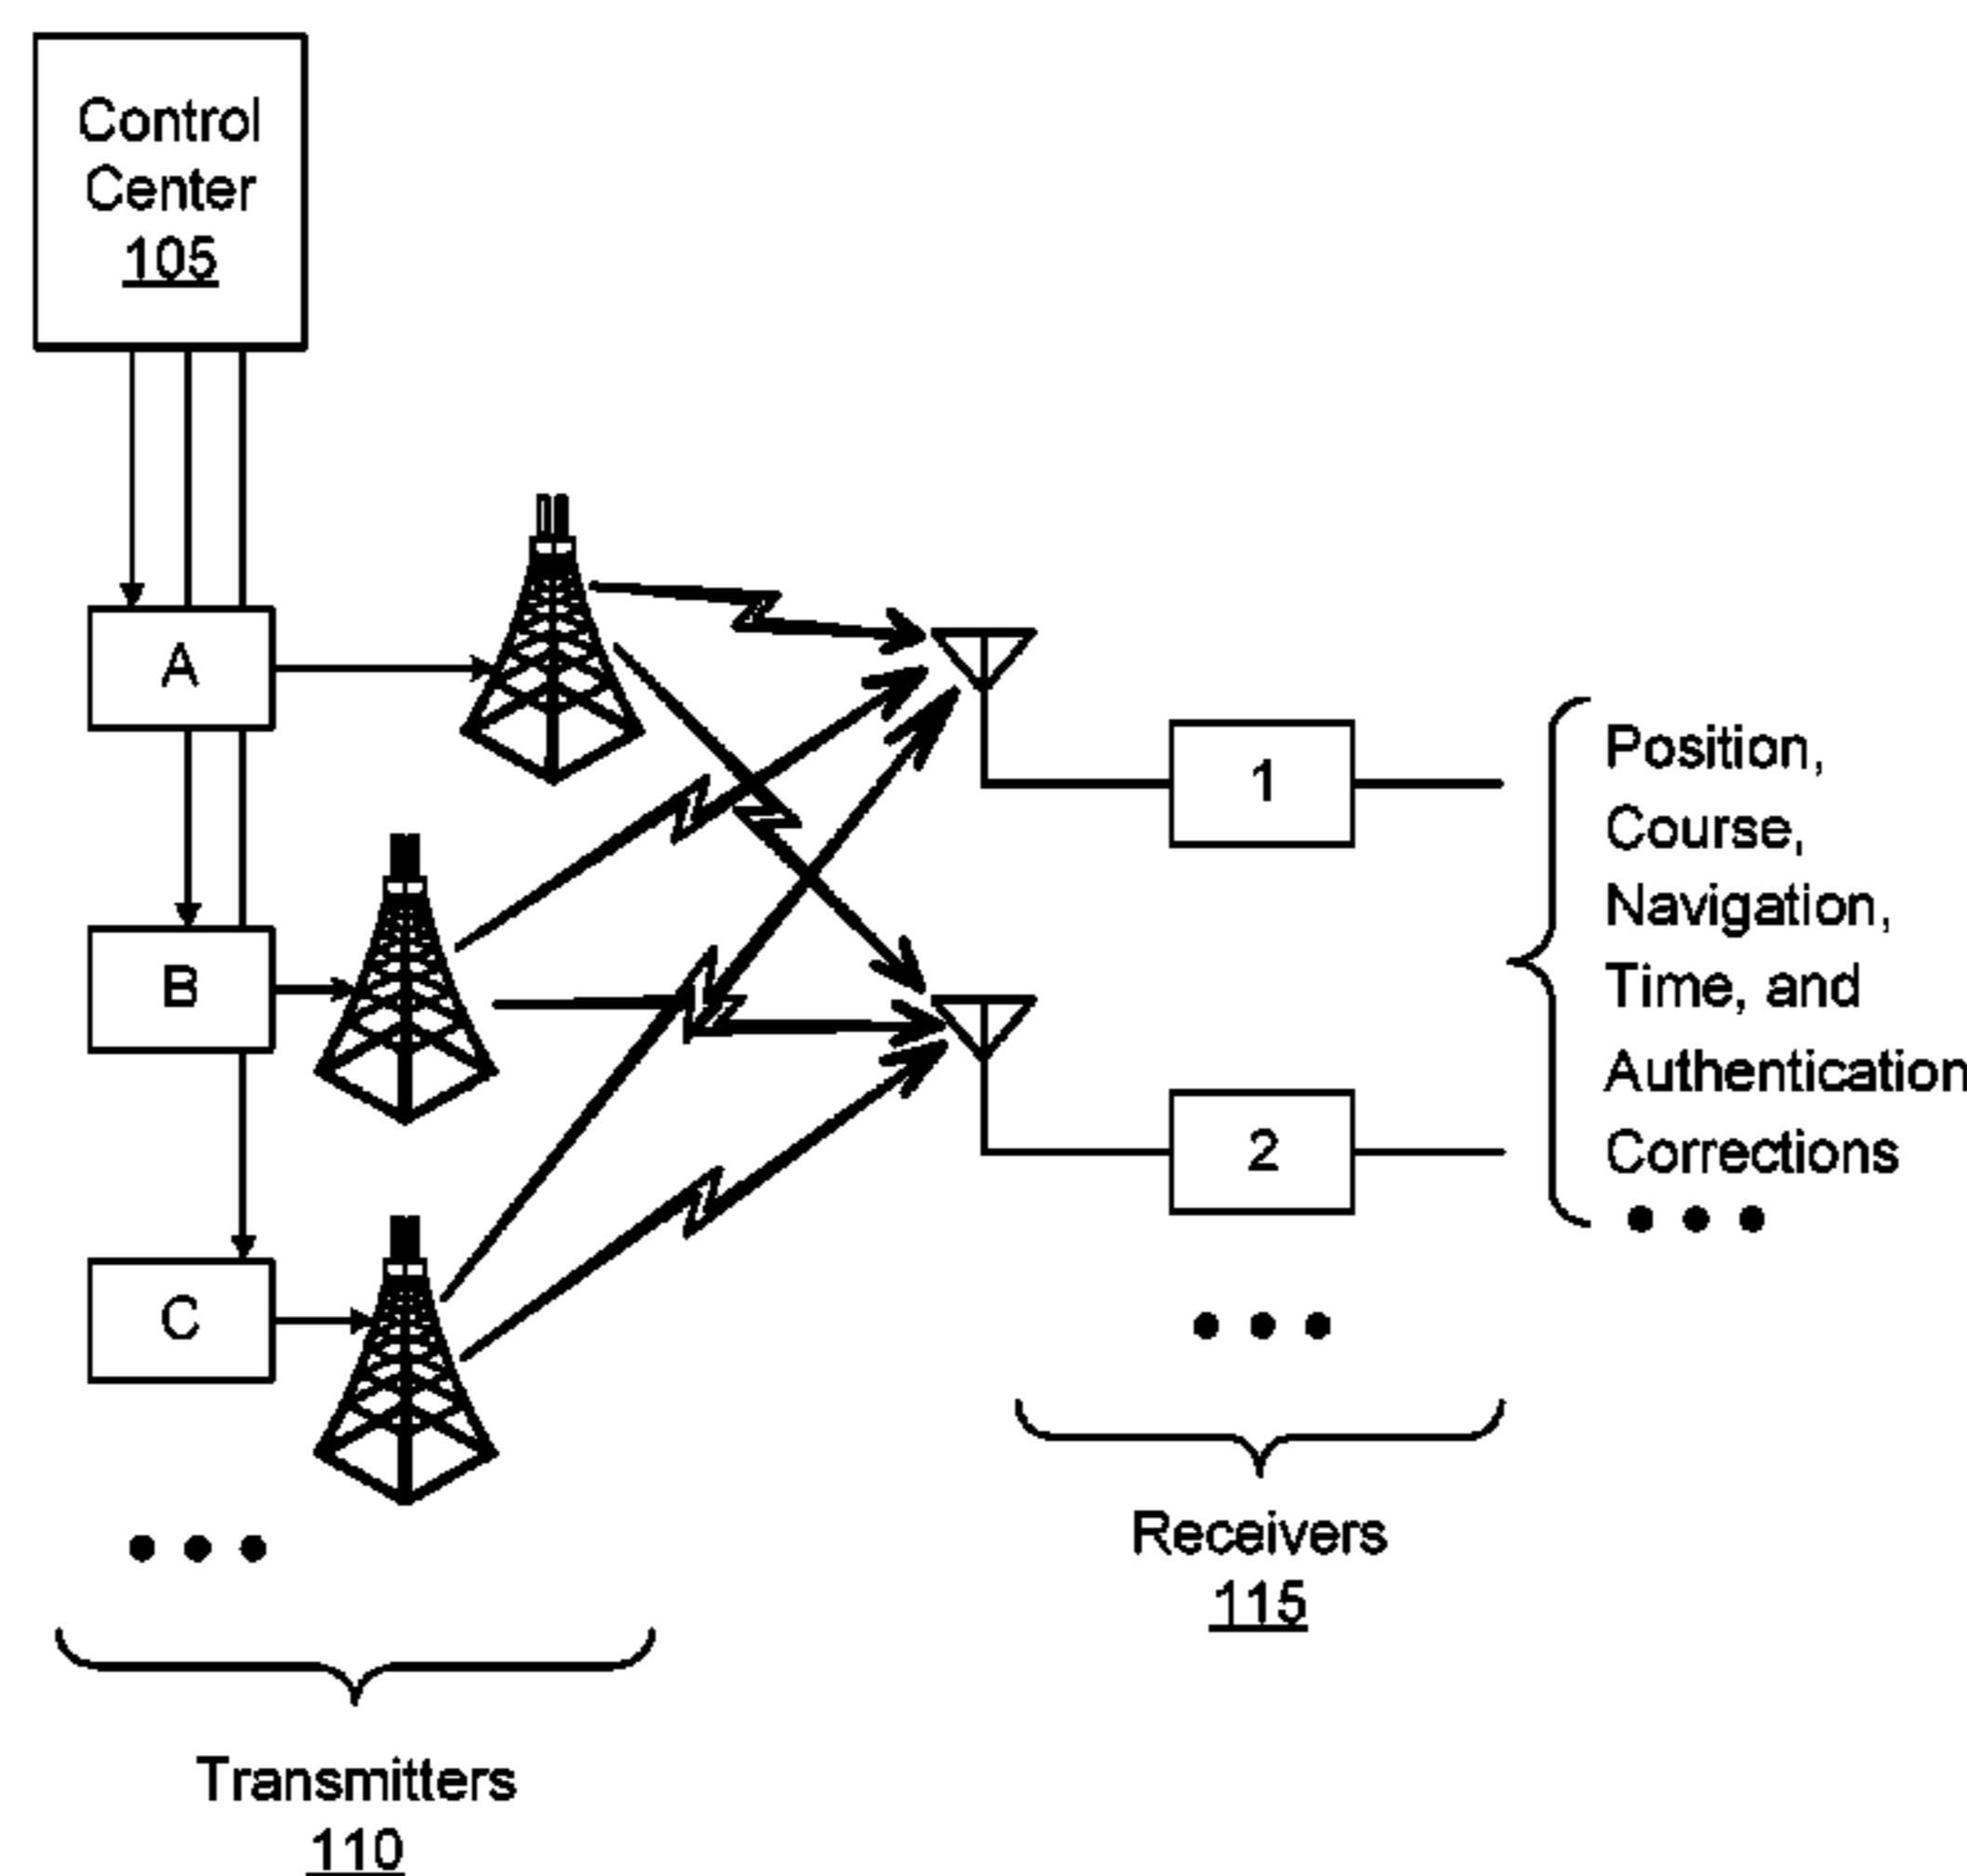 Control
Center
105
A
B
C
1
2
Position,
Course,
Navigation,
Time, and
Authentication
Corrections
Receivers
115
Transmitters
110